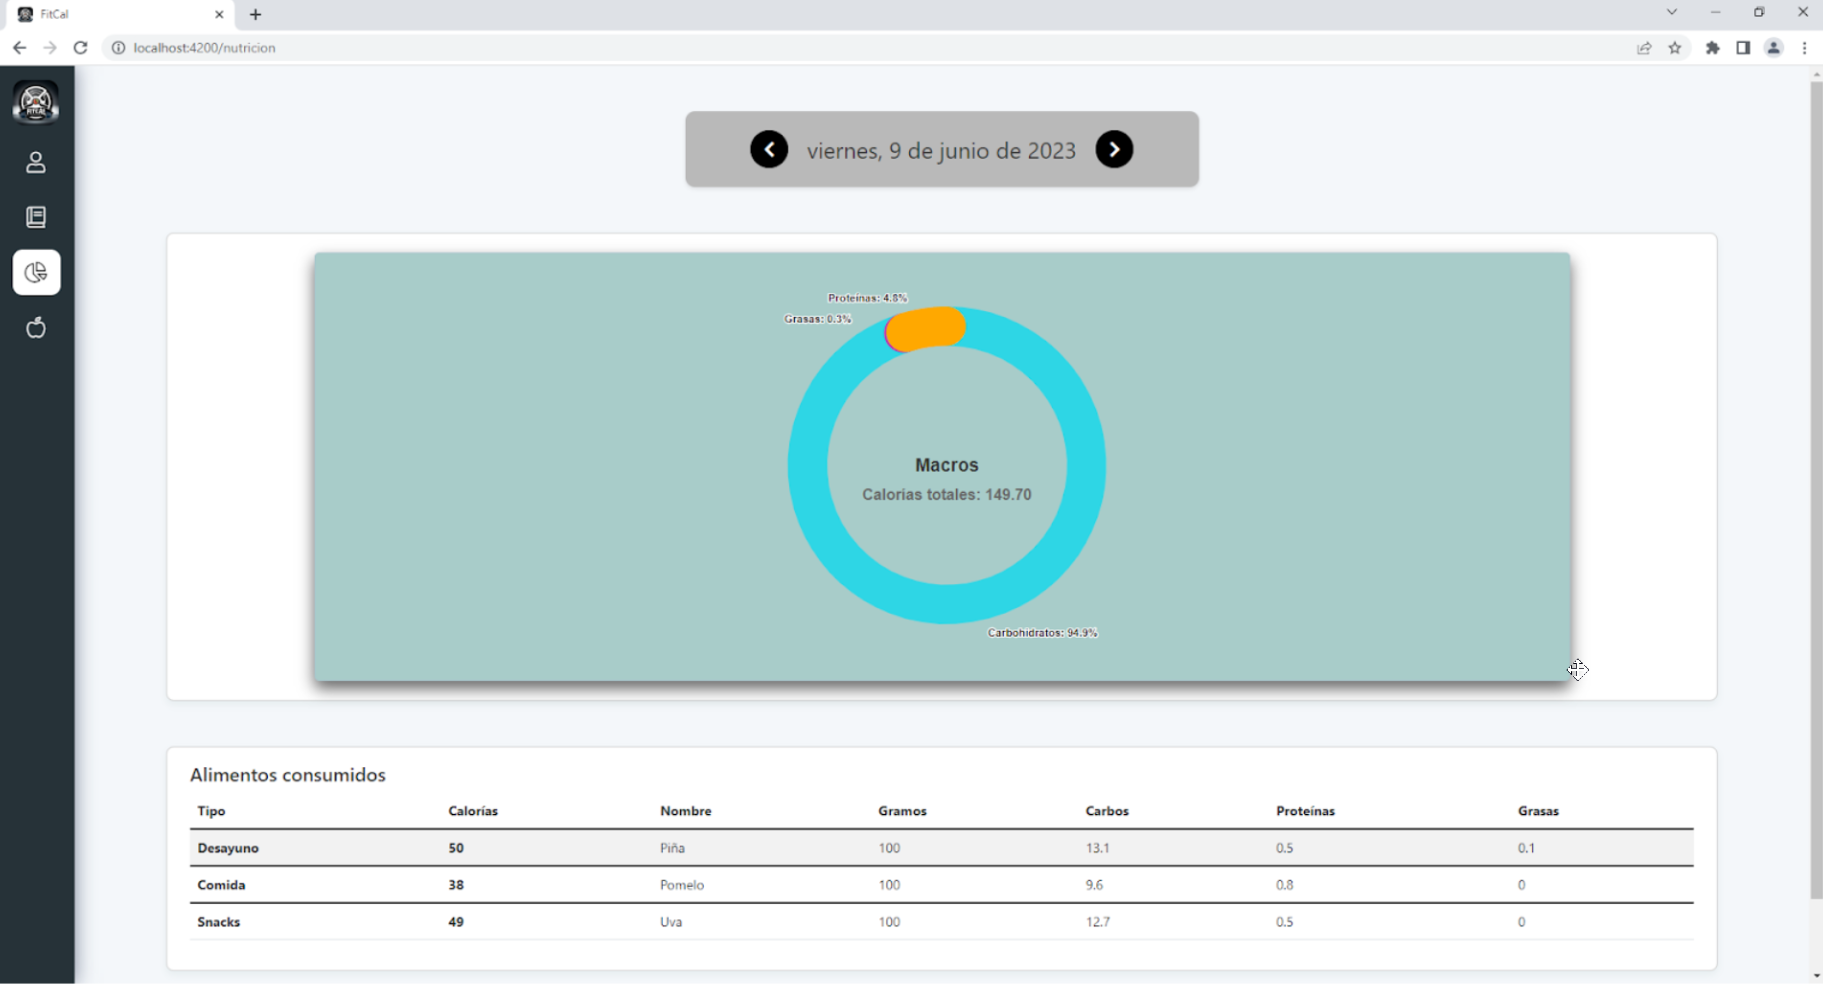 FitCal
localhost:4200/nutricion
FITCAL
viernes, 9 de junio de 2023
Proteínas: 4.8%
Grasas: 0.3%
Macros
Calorías totales: 149.70
Carbohidratos: 94.9%
Alimentos consumidos
Tipo Calorías Nombre Gramos Carbos Proteínas Grasas
Desayuno 50 Piña 100 13.1 0.5 0.1
Comida 38 Pomelo 100 9.6 0.8 0
Snacks 49 Uva 100 12.7 0.5 0